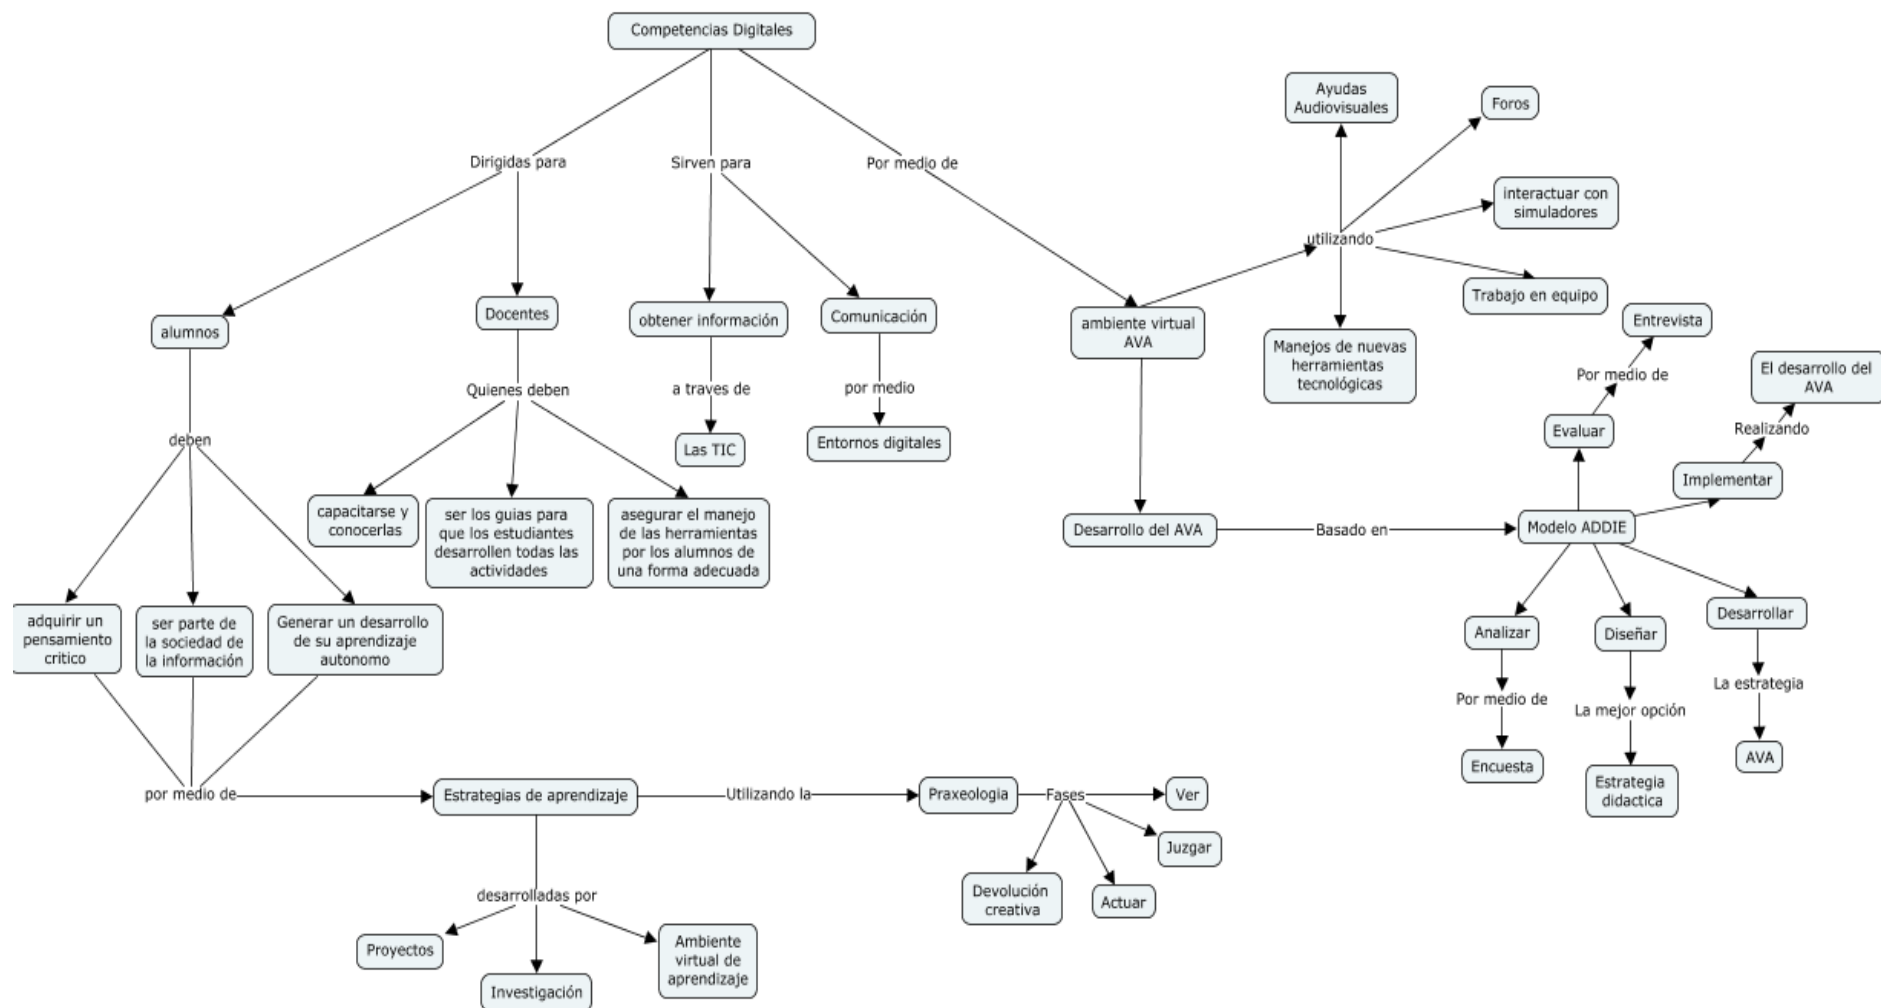 Competencias Digitales
Ayudas
Audiovisuales
Foros
Dirigidas para
Sirven para
Por medio de
interactuar con
simuladores
utilizando
Trabajo en equipo
alumnos
Docentes
obtener información
Comunicación
ambiente virtual
AVA
Manejos de nuevas
herramientas
tecnológicas
Entrevista
Por medio de
El desarrollo del
AVA
Quienes deben
a traves de
por medio
Evaluar
Realizando
deben
Las TIC
Entornos digitales
Implementar
capacitarse y
conocerlas
ser los guias para
que los estudiantes
desarrollen todas las
actividades
asegurar el manejo
de las herramientas
por los alumnos de
una forma adecuada
Desarrollo del AVA
Basado en
Modelo ADDIE
adquirir un
pensamiento
critico
ser parte de
la sociedad de
la información
Generar un desarrollo
de su aprendizaje
autonomo
Analizar
Diseñar
Desarrollar
Por medio de
La mejor opción
La estrategia
Encuesta
Estrategia
didactica
AVA
por medio de
Estrategias de aprendizaje
Utilizando la
Praxeologia
Fases
Ver
Juzgar
Devolución
creativa
Actuar
desarrolladas por
Proyectos
Investigación
Ambiente
virtual de
aprendizaje